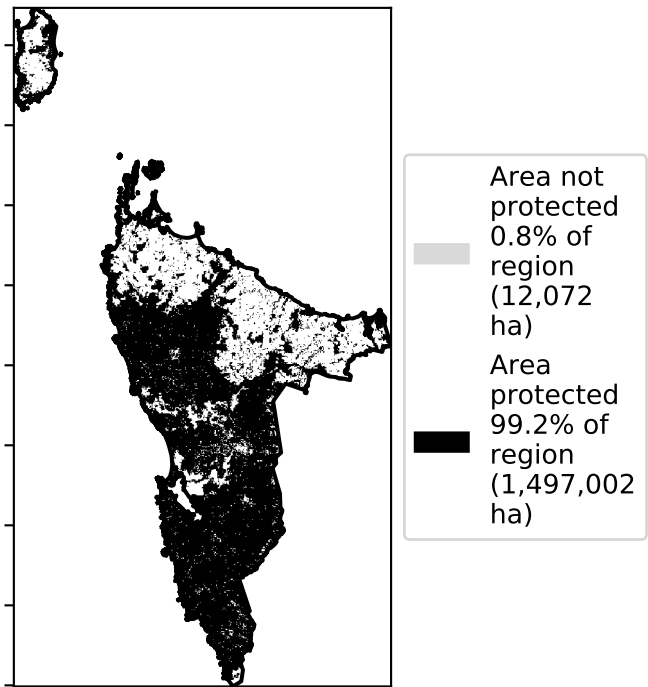 Area not
protected
0.8% of
region
(12,072
ha)
Area
protected
99.2% of
region
(1,497,002
ha)